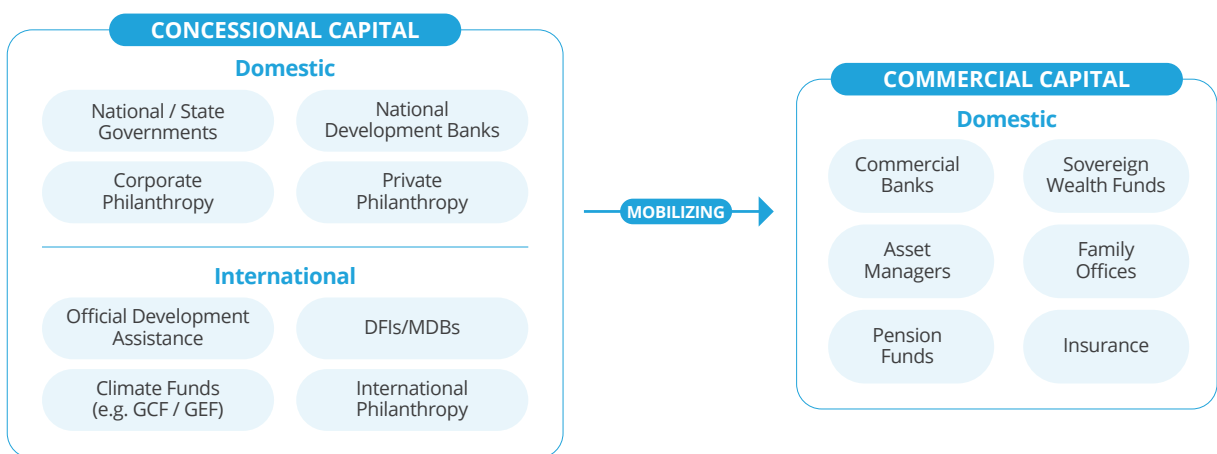 CONCESSIONAL CAPITAL
Domestic
National / State
Governments
National
Development Banks
Corporate
Philanthropy
Private
Philanthropy
International
Official Development
Assistance
DFIs/MDBs
Climate Funds
(e.g. GCF / GEF)
International
Philanthropy
MOBILIZING
COMMERCIAL CAPITAL
Domestic
Commercial
Banks
Sovereign
Wealth Funds
Asset
Managers
Family
Offices
Pension
Funds
Insurance